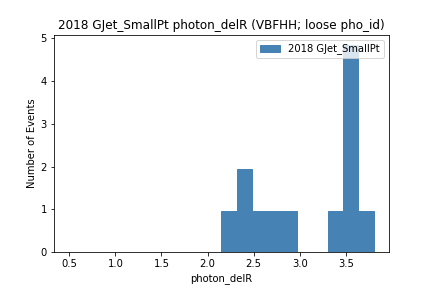 2018 GJet_SmallPt photon_delR (VBFHH; loose pho_id)
2018 GJet_SmallPt
Number of Events
5
4
3
2
1
0
0.5 1.0 1.5 2.0 2.5 3.0 3.5
photon_delR